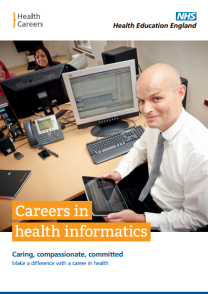 Health
Careers
NHS
Health Education England
Careers in
health informatics
Caring, compassionate, committed
Make a difference with a career in health